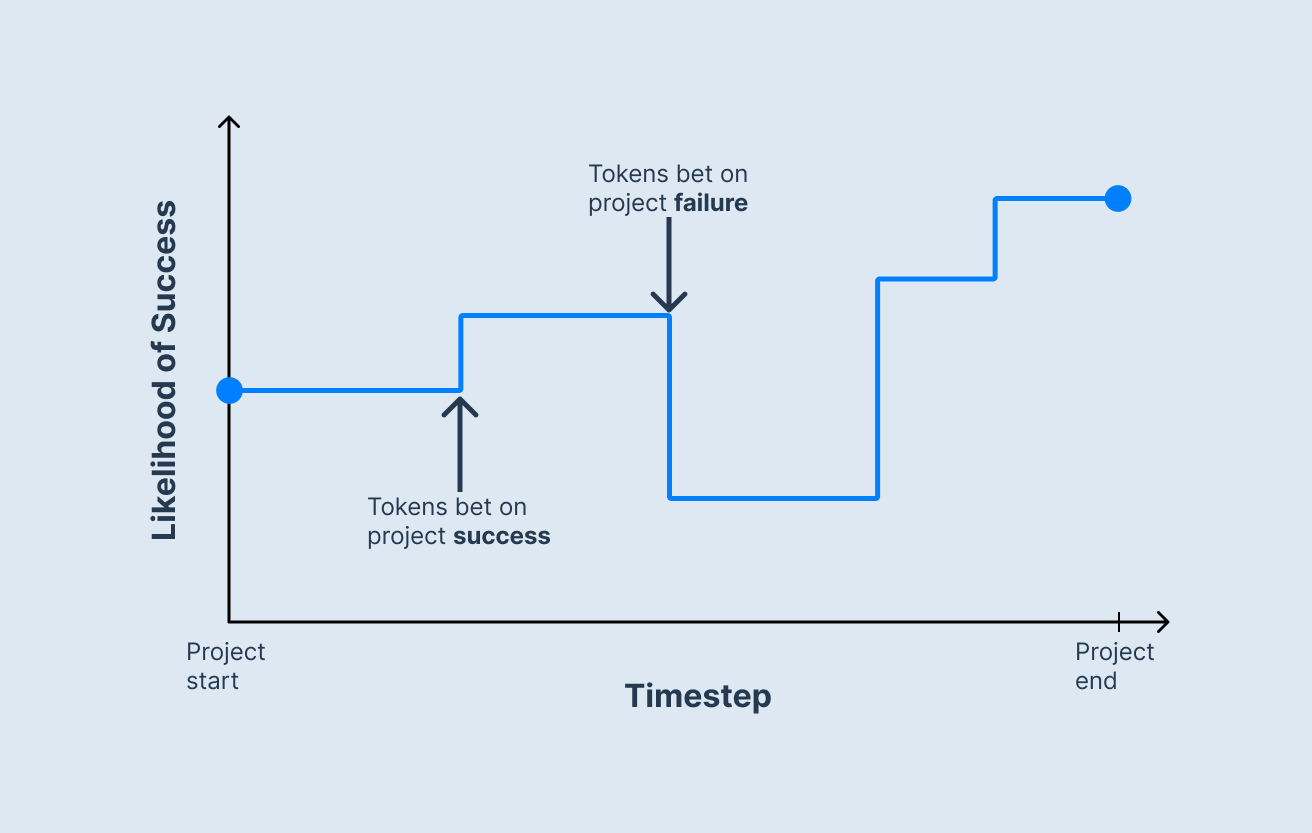 Tokens bet on
project failure
Likelihood of Success
Tokens bet on
project success
Project
start
Project
end
Timestep